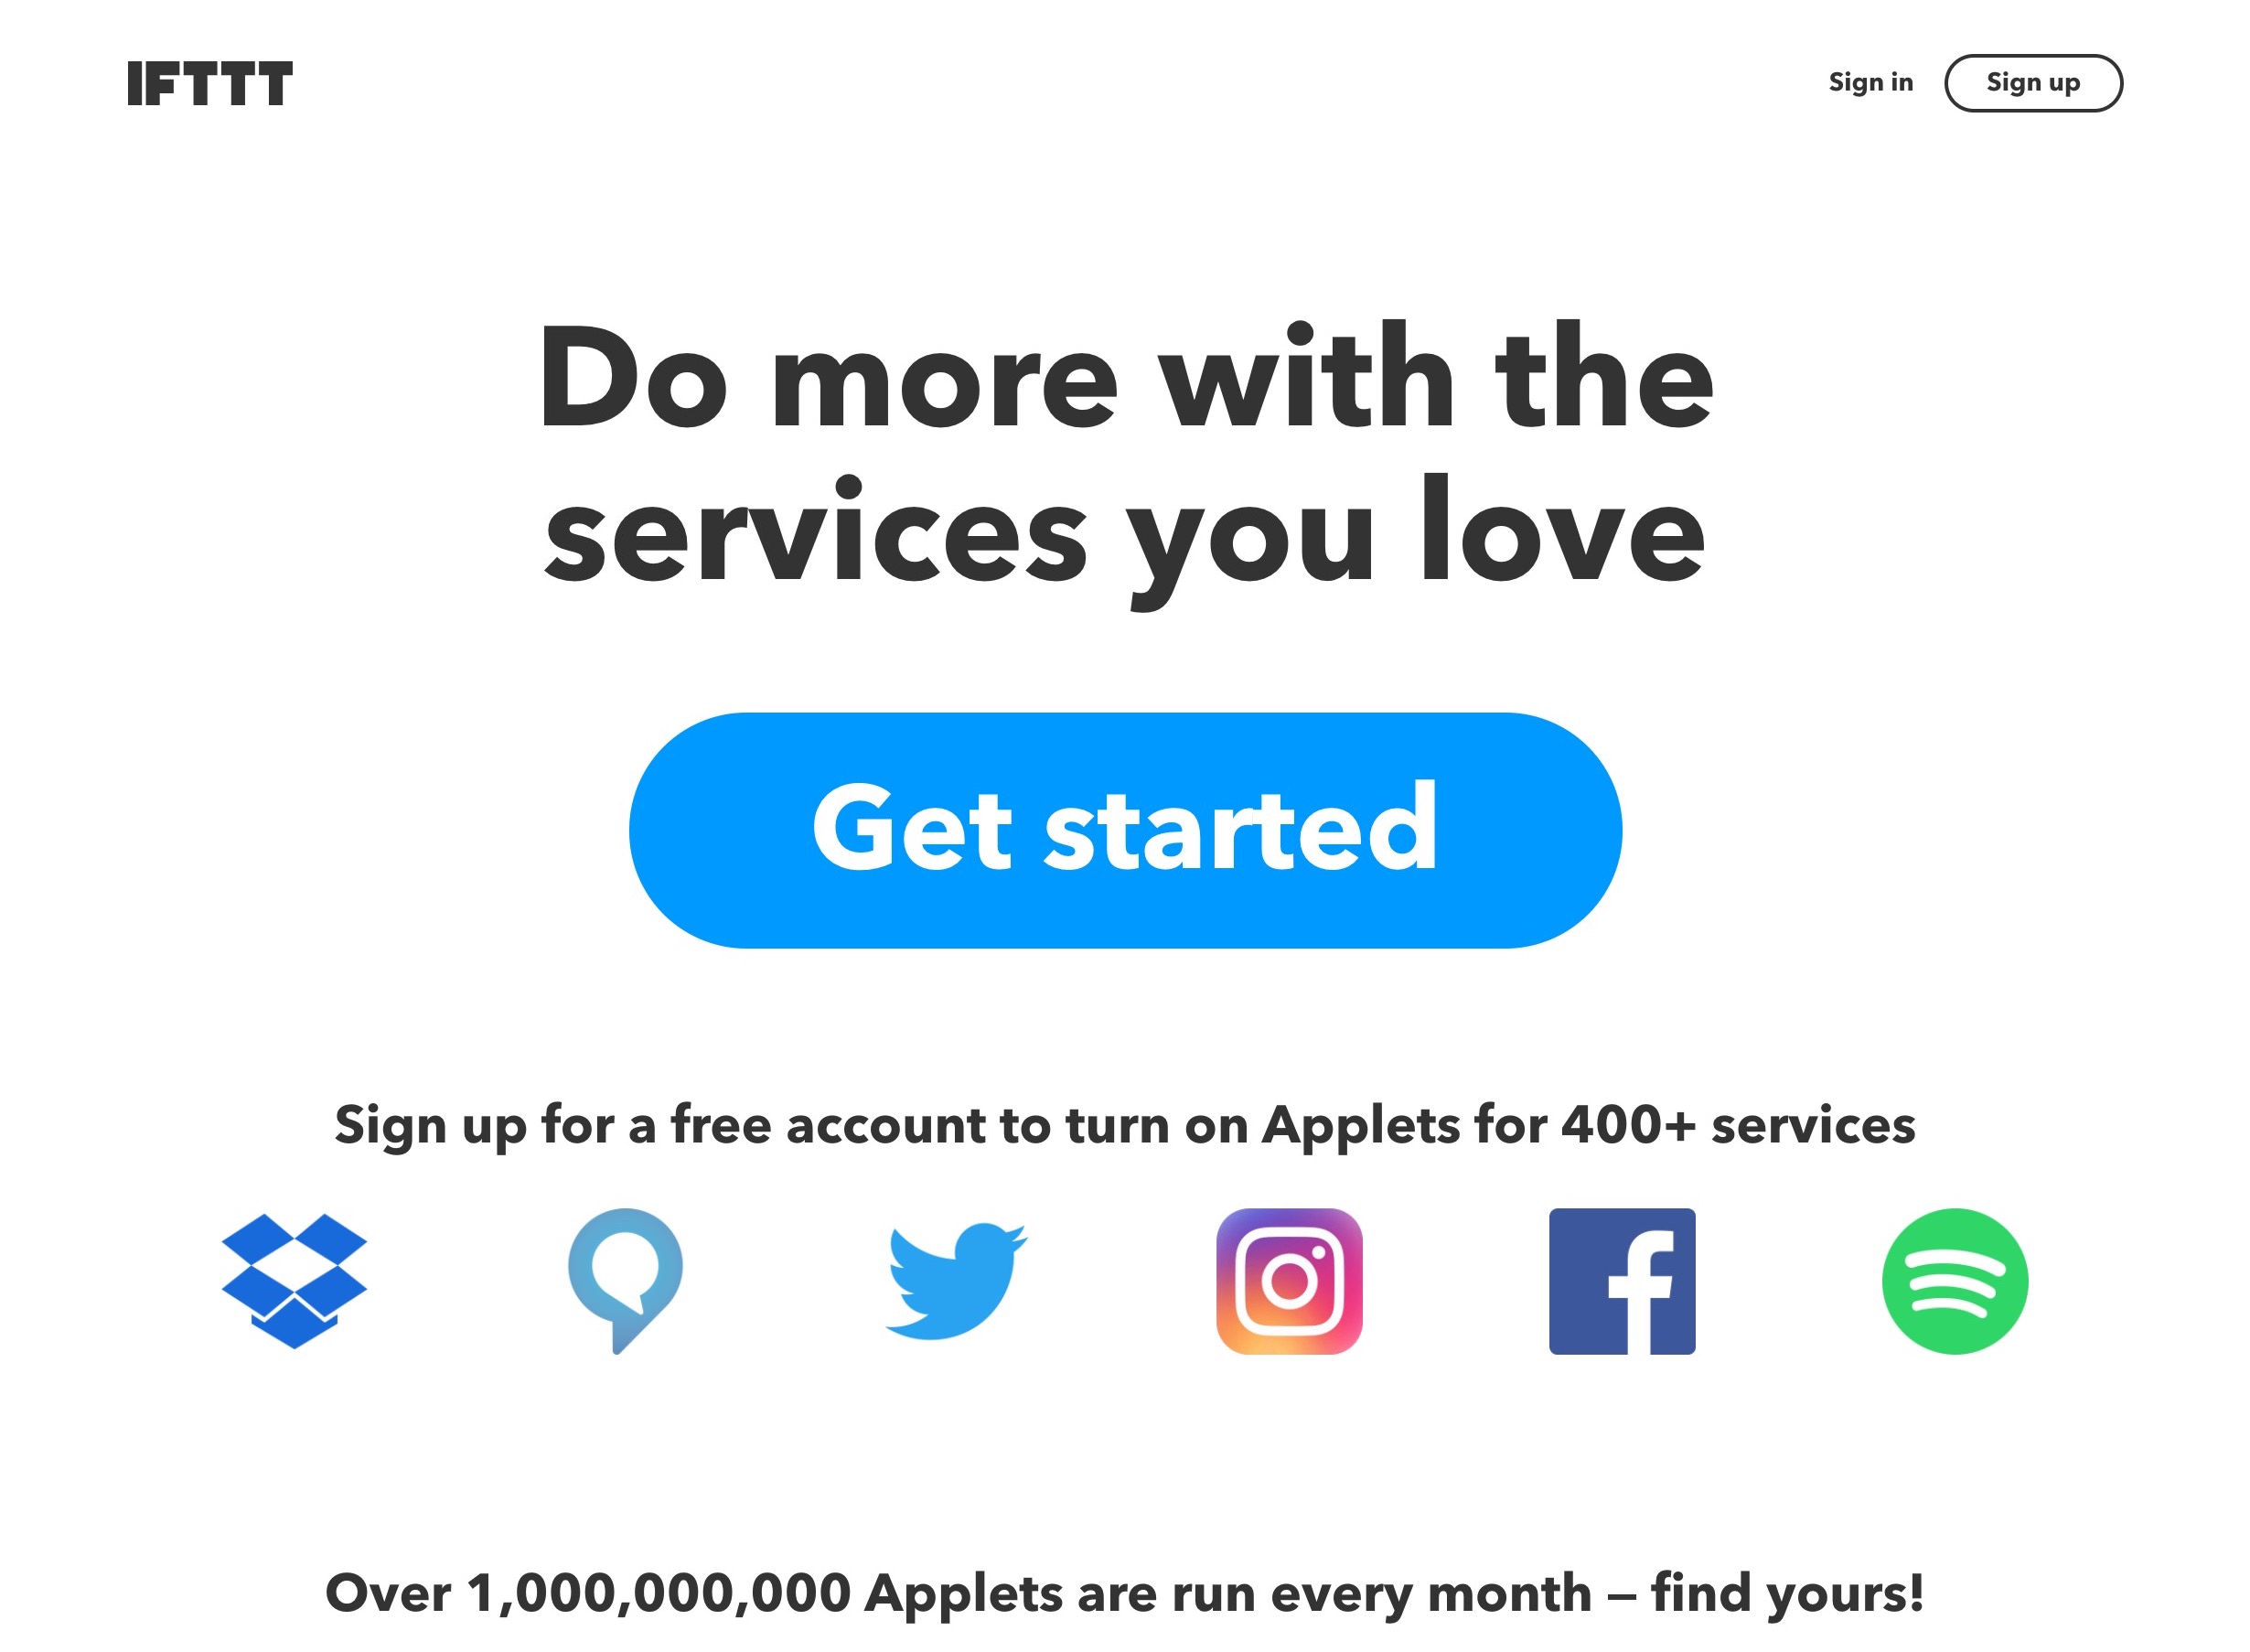 IFTTT
Sign in
Sign up
Do more with the
services you love
Get started
Sign up for a free account to turn on Applets for 400+ services
Over 1,000,000,000 Applets are run every month — find yours!